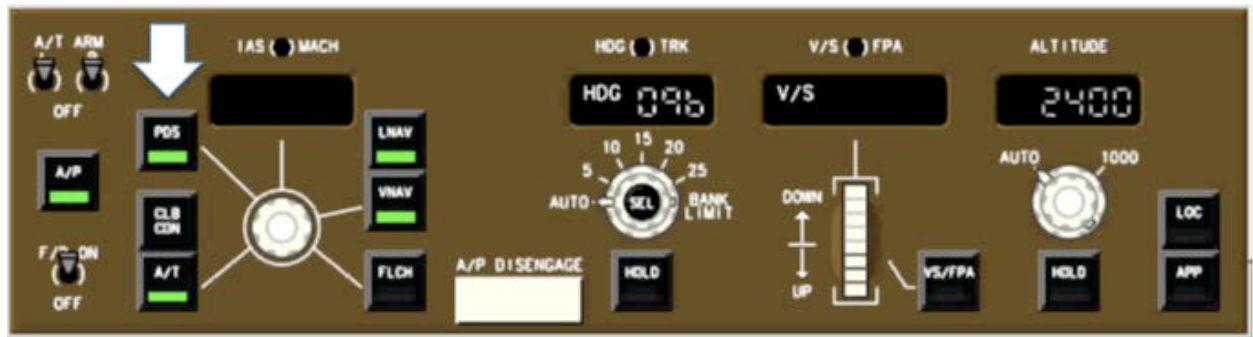 A/T ARM
OFF
A/P
F/D ON
OFF
PDS
CLB
CON
A/T
IAS MACH
LNAV
VNAV
FLCH
A/P DISENGAGE
HDG TRK
HDG 096
5 10 15 20 25
AUTO
SEL
BANK
LIMIT
HOLD
V/S FPA
V/S
DOWN
UP
VS/FPA
ALTITUDE
2400
AUTO 1000
HOLD
LOC
APP